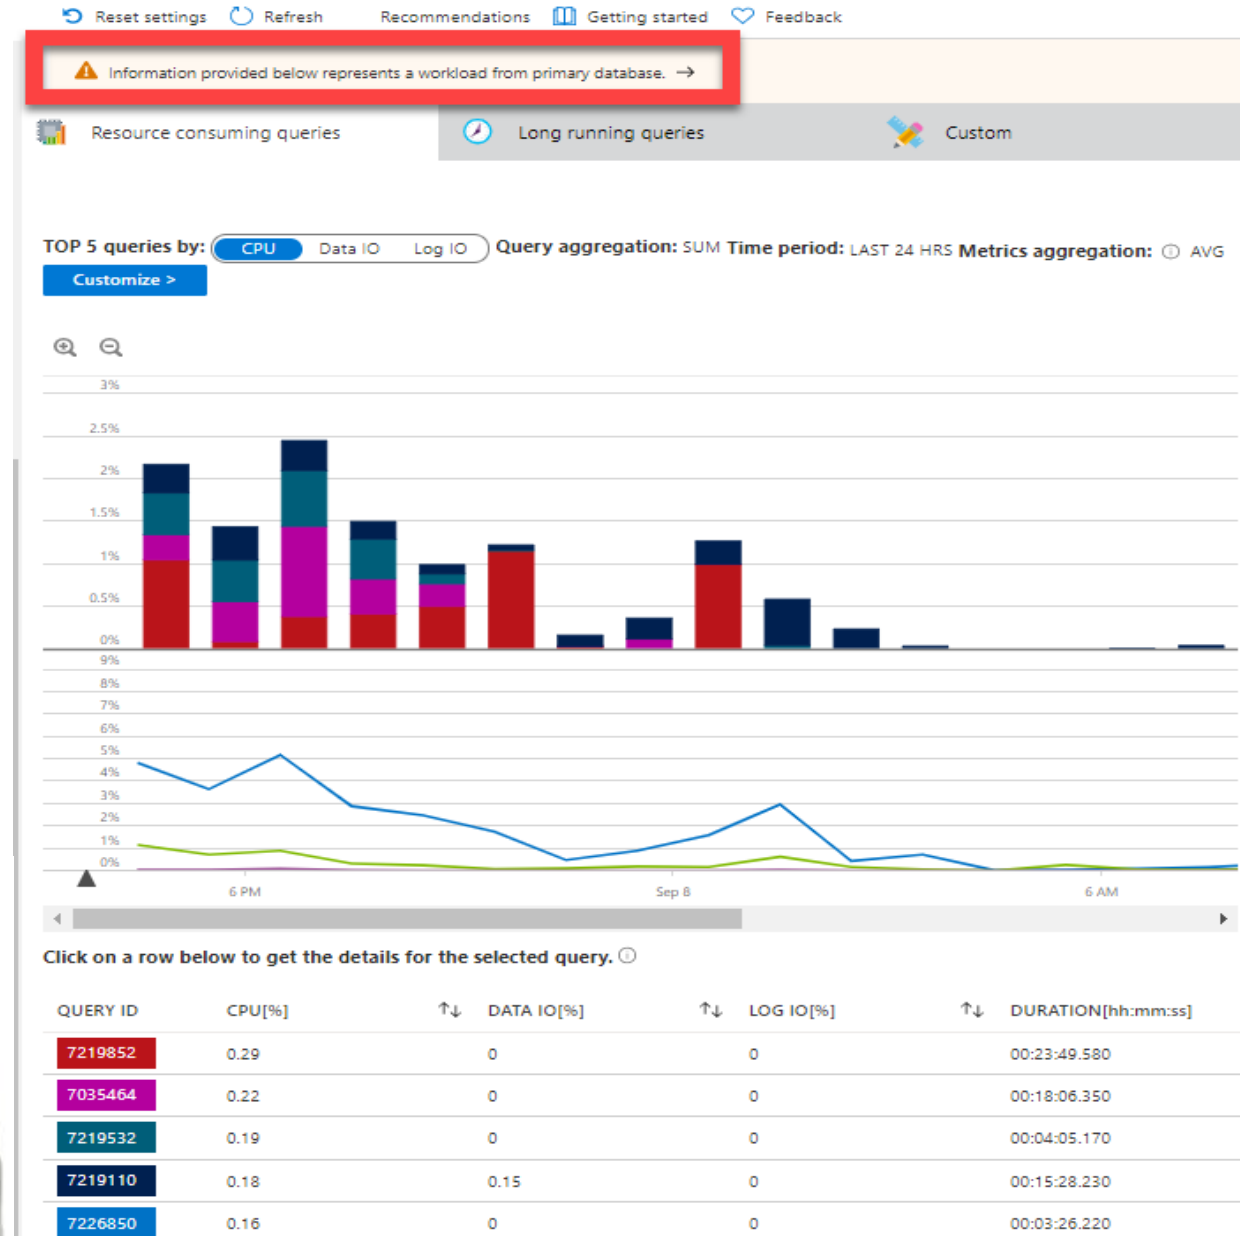 Reset settings Refresh Recommendations Getting started Feedback
Information provided below represents a workload from primary database. →
Resource consuming queries Long running queries Custom
TOP 5 queries by: CPU Data IO Log IO Query aggregation: SUM Time period: LAST 24 HRS Metrics aggregation: AVG
Customize >
3%
2.5%
2%
1.5%
1%
0.5%
0%
9%
8%
7%
6%
5%
4%
3%
2%
1%
0%
6 PM Sep 8 6 AM
Click on a row below to get the details for the selected query.
QUERY ID CPU[%] ↑↓ DATA IO[%] ↑↓ LOG IO[%] ↑↓ DURATION[hh:mm:ss]
7219852 0.29 0 0 00:23:49.580
7035464 0.22 0 0 00:18:06.350
7219532 0.19 0 0 00:04:05.170
7219110 0.18 0.15 0 00:15:28.230
7226850 0.16 0 0 00:03:26.220